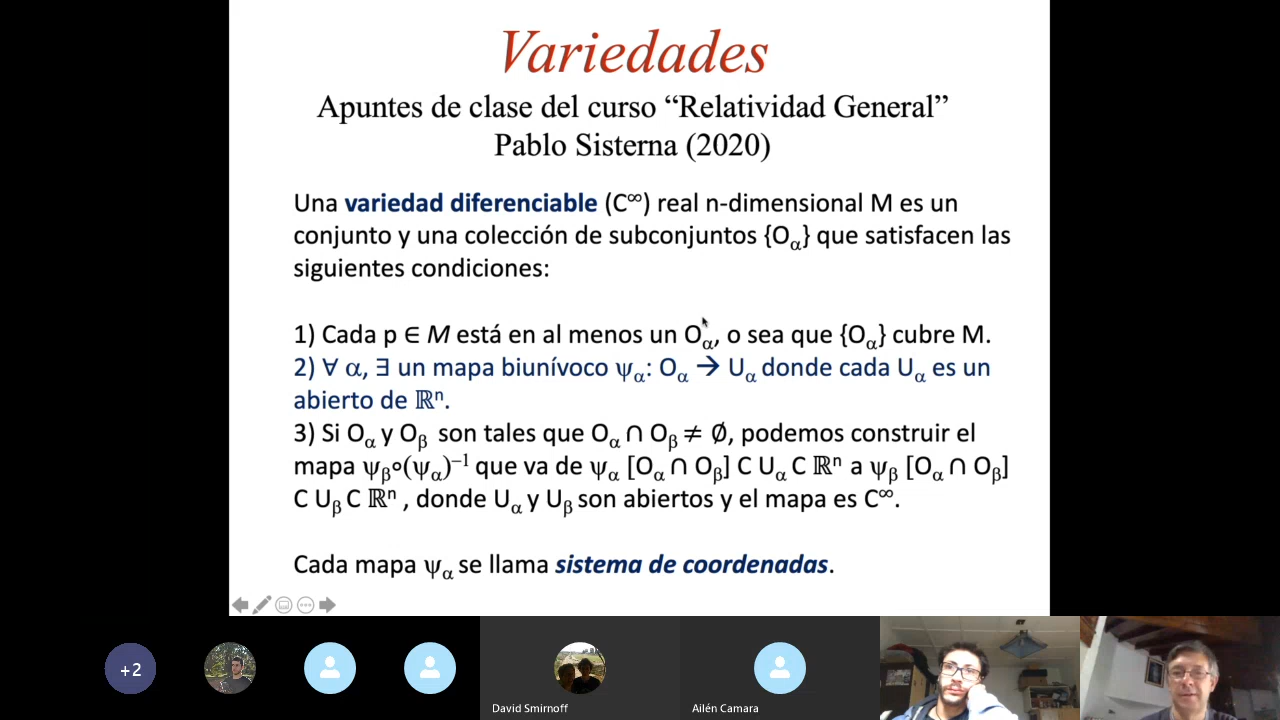 Variedades
Apuntes de clase del curso “Relatividad General”
Pablo Sisterna (2020)
Una variedad diferenciable (C∞) real n-dimensional M es un
conjunto y una colección de subconjuntos {Oα} que satisfacen las
siguientes condiciones:
1) Cada p ∈ M está en al menos un Oα, o sea que {Oα} cubre M.
2) ∀ α, ∃ un mapa biunívoco ψα: Oα → Uα donde cada Uα es un
abierto de ℝⁿ.
3) Si Oα y Oβ son tales que Oα ∩ Oβ ≠ Ø, podemos construir el
mapa ψβ∘(ψα)⁻¹ que va de ψα [Oα ∩ Oβ] C Uα C ℝⁿ a ψβ [Oα ∩ Oβ]
C Uβ C ℝⁿ , donde Uα y Uβ son abiertos y el mapa es C∞.
Cada mapa ψα se llama sistema de coordenadas.
+2
David Smirnoff
Ailén Camara